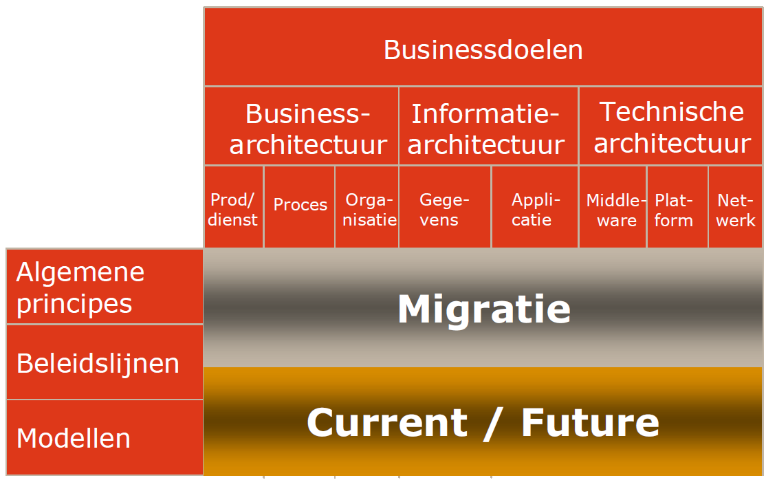 Businessdoelen
Business-
architectuur
Informatie-
architectuur
Technische
architectuur
Prod/
dienst
Proces
Orga-
nisatie
Gege-
vens
Appli-
catie
Middle-
ware
Plat-
form
Net-
werk
Algemene
principes
Migratie
Beleidslijnen
Current / Future
Modellen